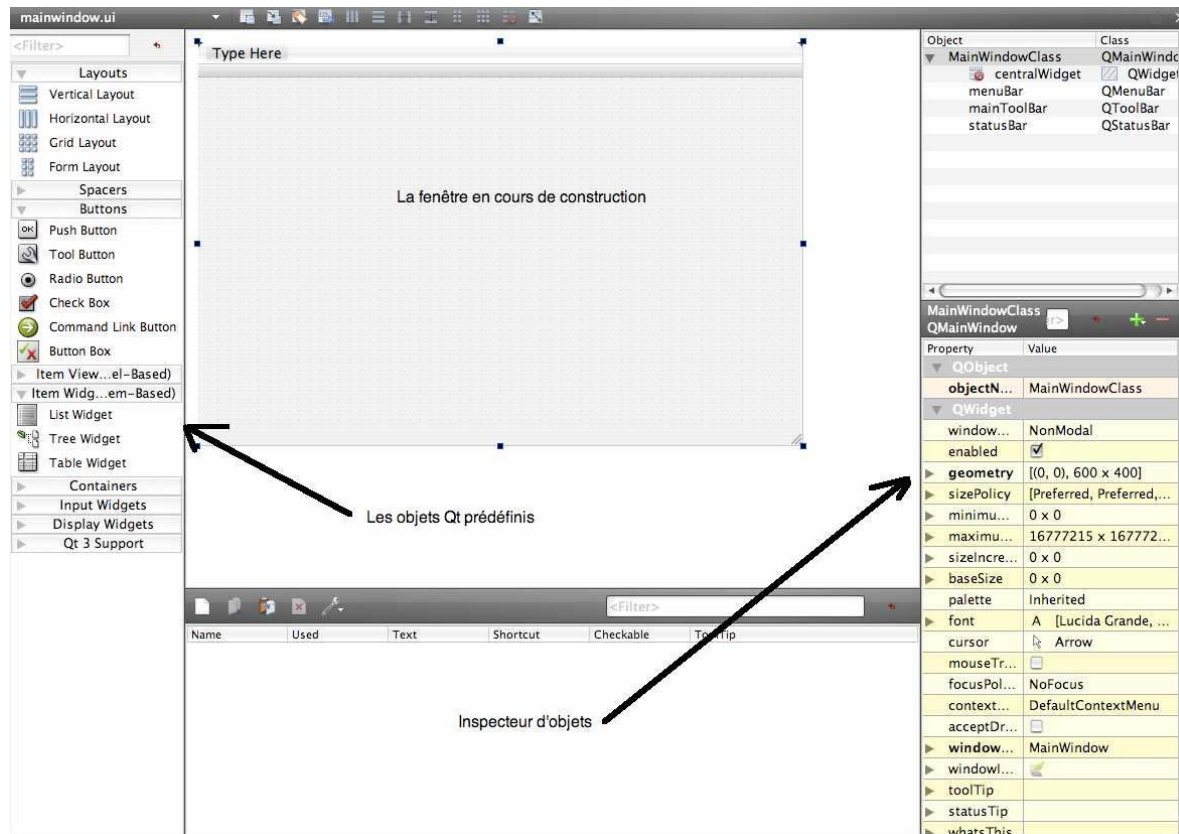 mainwindow.ui
<Filter>
Layouts
Vertical Layout
Horizontal Layout
Grid Layout
Form Layout
Spacers
Buttons
Push Button
OK
Tool Button
Radio Button
Check Box
Command Link Button
Button Box
Item View...el-Based)
Item Widg...em-Based)
List Widget
Tree Widget
Table Widget
Containers
Input Widgets
Display Widgets
Qt 3 Support
Type Here
La fenêtre en cours de construction
Les objets Qt prédéfinis
<Filter>
Name Used Text Shortcut Checkable ToolTip
Inspecteur d'objets
Object Class
MainWindowClass QMainWindc
centralWidget QWidget
menuBar QMenuBar
mainToolBar QToolBar
statusBar QStatusBar
MainWindowClass
QMainWindow
r>
Property Value
QObject
objectN... MainWindowClass
QWidget
window... NonModal
enabled
geometry [(0, 0), 600 x 400]
sizePolicy [Preferred, Preferred,...
minimu... 0 x 0
maximu... 16777215 x 167772...
sizeIncre... 0 x 0
baseSize 0 x 0
palette Inherited
font A [Lucida Grande, ...
cursor Arrow
mouseTr...
focusPol... NoFocus
context... DefaultContextMenu
acceptDr...
window... MainWindow
windowI...
toolTip
statusTip
whatsThis